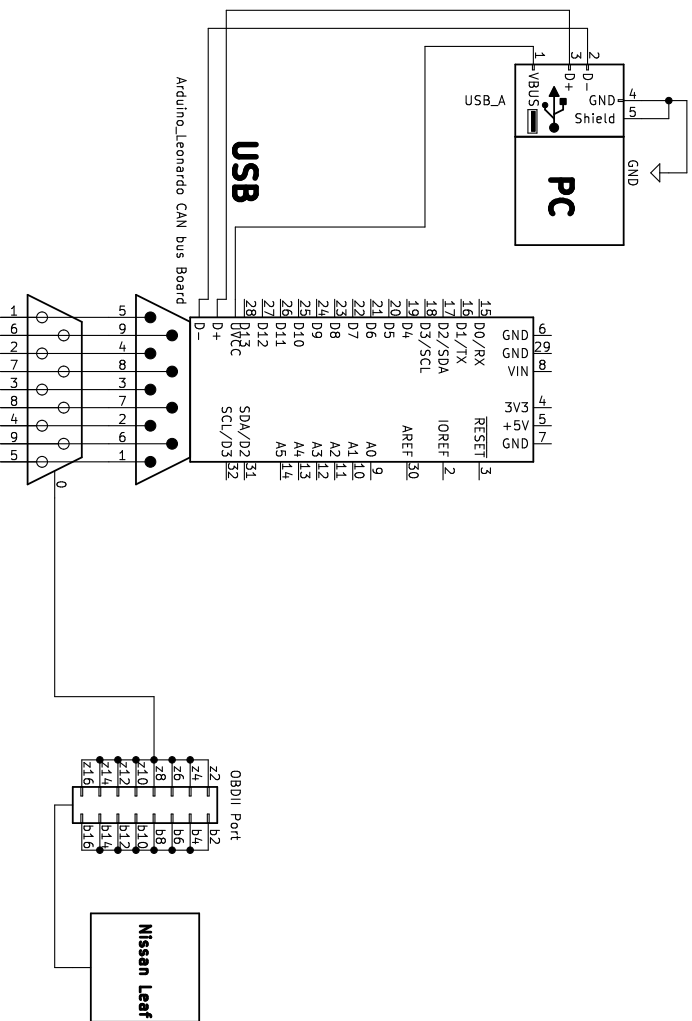 1
3
2
VBUS
D+
D-
GND
4
Shield
5
USB_A
GND
PC
USB
Arduino_Leonardo CAN bus Board
28
27
26
25
24
23
22
21
20
19
18
17
16
15
D-
D+
UVCC
D13
D12
D11
D10
D9
D8
D7
D6
D5
D4
D3/SCL
D2/SDA
D1/TX
D0/RX
GND
6
GND
29
VIN
8
3V3
4
+5V
5
GND
7
SCL/D3
SDA/D2
A5
A4
A3
A2
A1
A0
AREF
IOREF
RESET
32
31
14
13
12
11
10
9
30
2
3
1
6
2
7
3
8
4
9
5
5
9
4
8
3
7
2
6
1
0
z16
z14
z12
z10
z8
z6
z4
z2
OBDII Port
b16
b14
b12
b10
b8
b6
b4
b2
Nissan Leaf